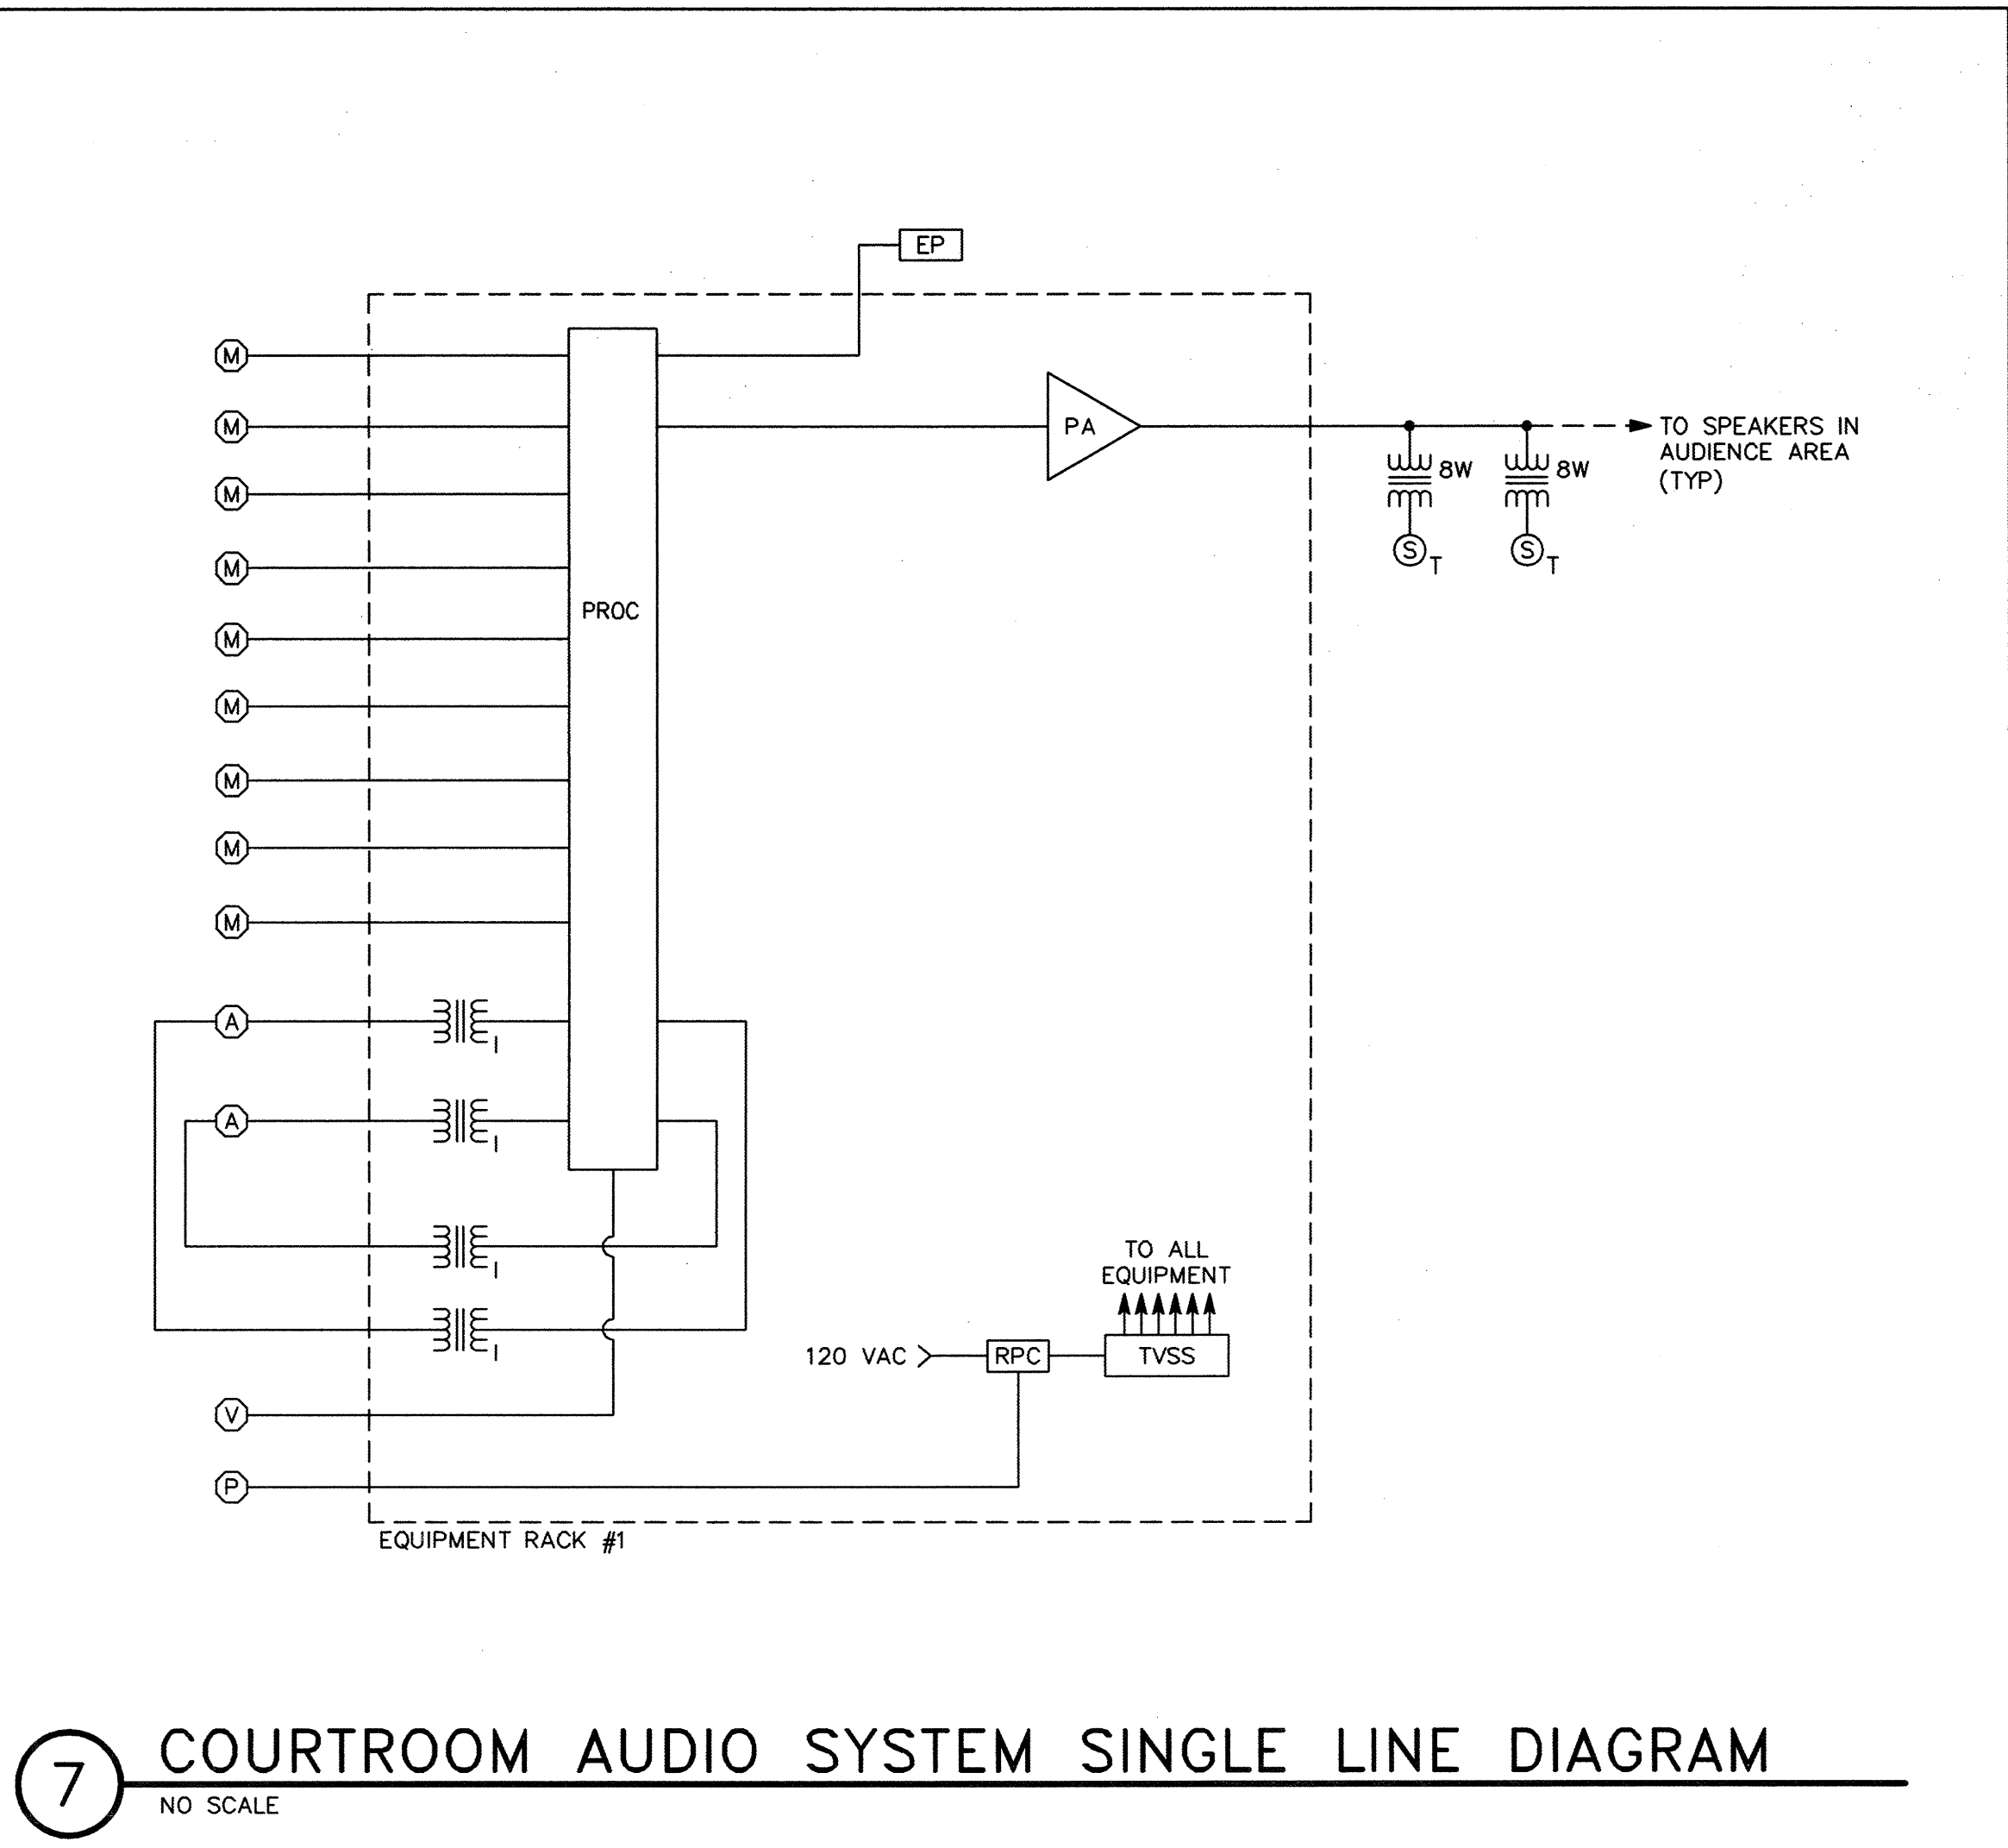 EP
M
M
PA
TO SPEAKERS IN
AUDIENCE AREA
(TYP)
8W
8W
M
S T
S T
M
PROC
M
M
M
M
M
A
I
A
I
I
I
TO ALL
EQUIPMENT
120 VAC
RPC
TVSS
V
P
EQUIPMENT RACK #1
7
COURTROOM AUDIO SYSTEM SINGLE LINE DIAGRAM
NO SCALE